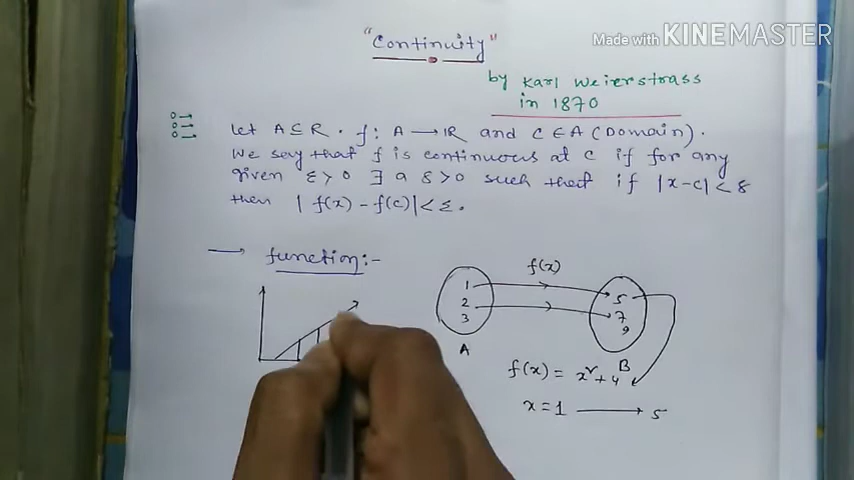 "Continuity"
Made with KINEMASTER
by Karl Weierstrass
in 1870
Let A ⊆ R. f: A → R and C ∈ A (Domain).
We say that f is continuous at c if for any
given ε > 0 ∃ a δ > 0 such that if |x-c| < δ
then |f(x) - f(c)| < ε.
→ function:-
f(x)
1
2
3
5
7
9
A
B
f(x) = x² + 4
x = 1 → 5